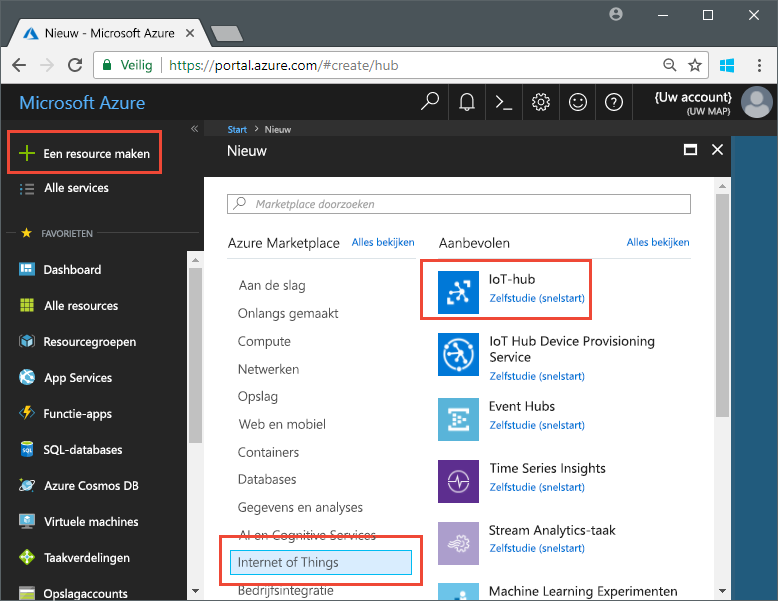 Nieuw - Microsoft Azure
Veilig
https://portal.azure.com/#create/hub
Microsoft Azure
{Uw account}
(UW MAP)
Een resource maken
Alle services
FAVORIETEN
Dashboard
Alle resources
Resourcegroepen
App Services
Functie-apps
SQL-databases
Azure Cosmos DB
Virtuele machines
Taakverdelingen
Opslagaccounts
Start > Nieuw
Nieuw
Marketplace doorzoeken
Azure Marketplace Alles bekijken
Aan de slag
Onlangs gemaakt
Compute
Netwerken
Opslag
Web en mobiel
Containers
Databases
Gegevens en analyses
AI en Cognitive Services
Internet of Things
Bedrijfsintegratie
Aanbevolen Alles bekijken
IoT-hub
Zelfstudie (snelstart)
IoT Hub Device Provisioning
Service
Zelfstudie (snelstart)
Event Hubs
Zelfstudie (snelstart)
Time Series Insights
Zelfstudie (snelstart)
Stream Analytics-taak
Zelfstudie (snelstart)
Machine Learning Experimenten